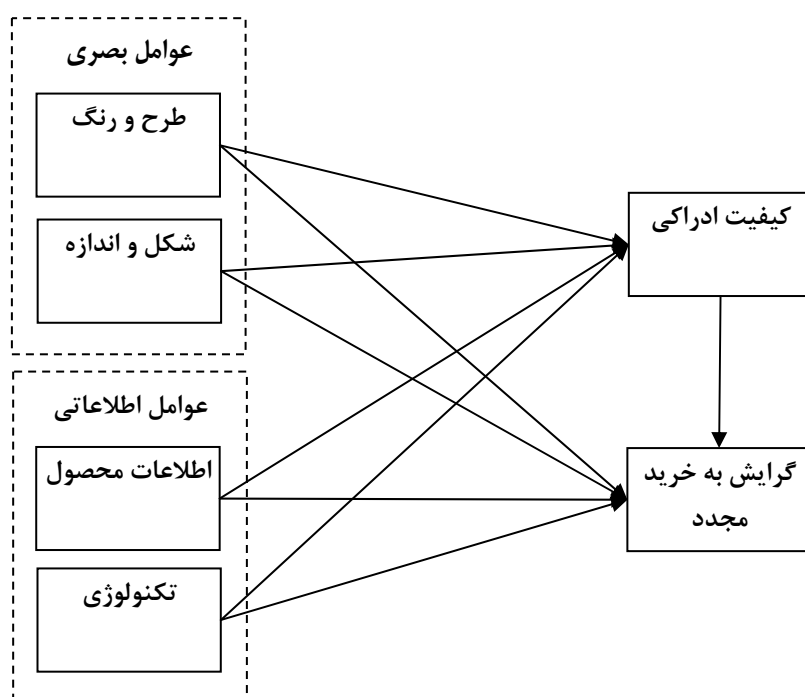 عوامل بصری
طرح و رنگ
شکل و اندازه
عوامل اطلاعاتی
اطلاعات محصول
تکنولوژی
کیفیت ادراکی
گرایش به خرید
مجدد